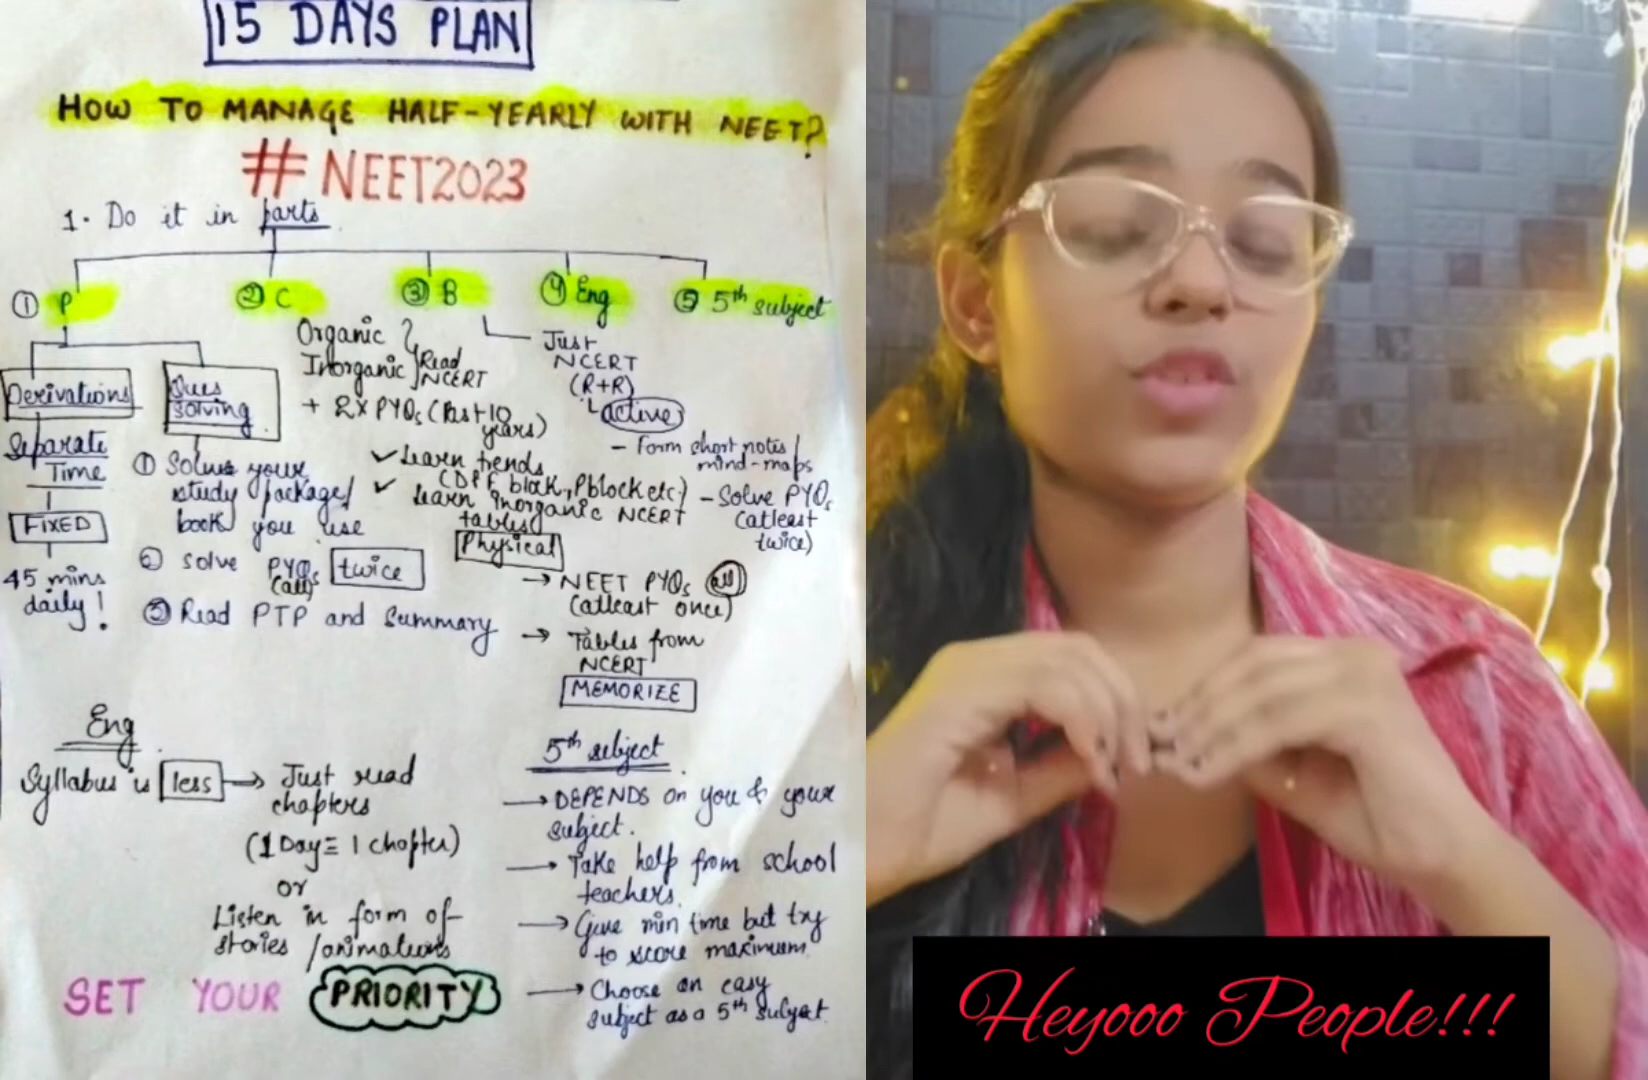 15 DAYS PLAN
HOW TO MANAGE HALF-YEARLY WITH NEET?
#NEET2023
1. Do it in parts
① P
② C
③ B
④ Eng
⑤ 5th subject
Derivations
Separate
Time
FIXED
45 mins
daily!
Ques
solving
① Solve your
study package/
book you use
② solve PYQs twice
(all)
③ Read PTP and summary
Organic
Inorganic
Read
NCERT
+ 2x PYQs (Past 10
years)
✓ Learn trends
(D F block, P block etc)
✓ Learn inorganic NCERT
tables
Physical
→ NEET PYQs all
(atleast once)
→ Tables from
NCERT
MEMORIZE
Just
NCERT
(R+R)
active
- Form short notes/
mind-maps
- Solve PYQs
(atleast
twice)
Eng
Syllabus is less → Just read
chapters
(1 Day = 1 chapter)
or
Listen in form of
stories /animations
5th subject
→ DEPENDS on you & your
subject.
→ Take help from school
teachers.
→ Give min time but try
to score maximum.
→ Choose an easy
subject as a 5th subject.
SET YOUR PRIORITY
Heyooo People!!!